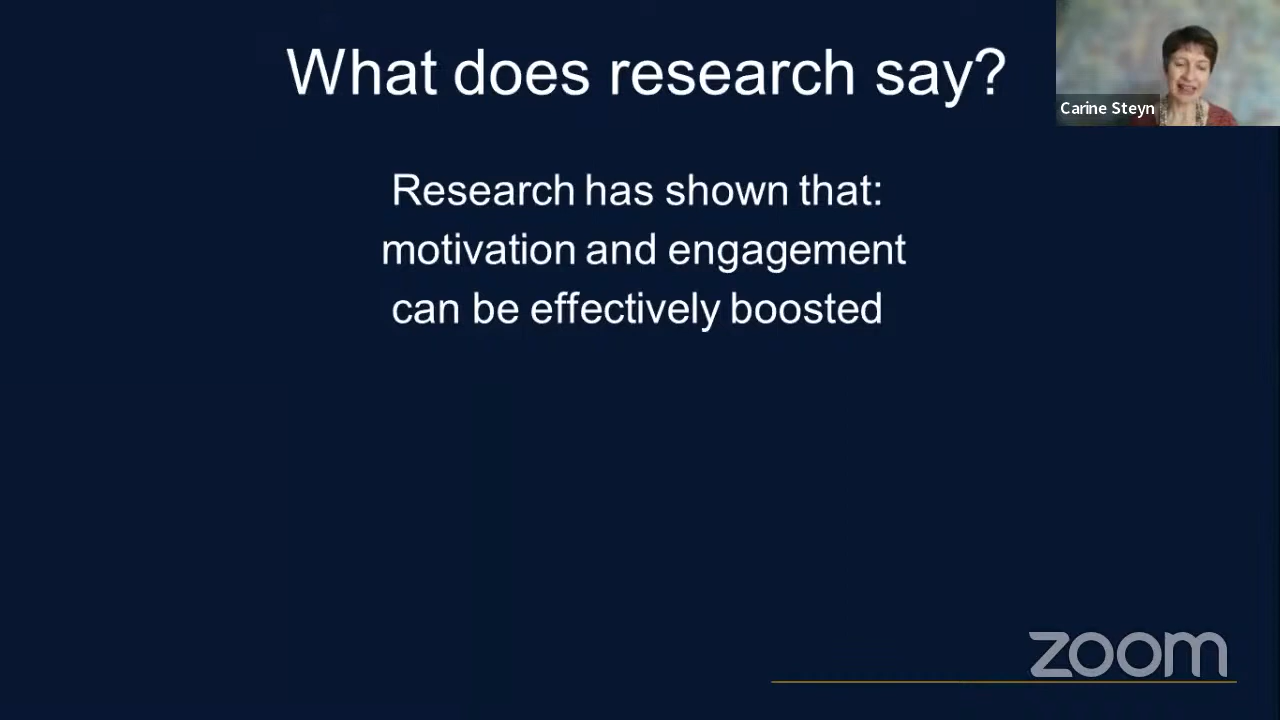 What does research say?
Carine Steyn
Research has shown that:
motivation and engagement
can be effectively boosted
zoom